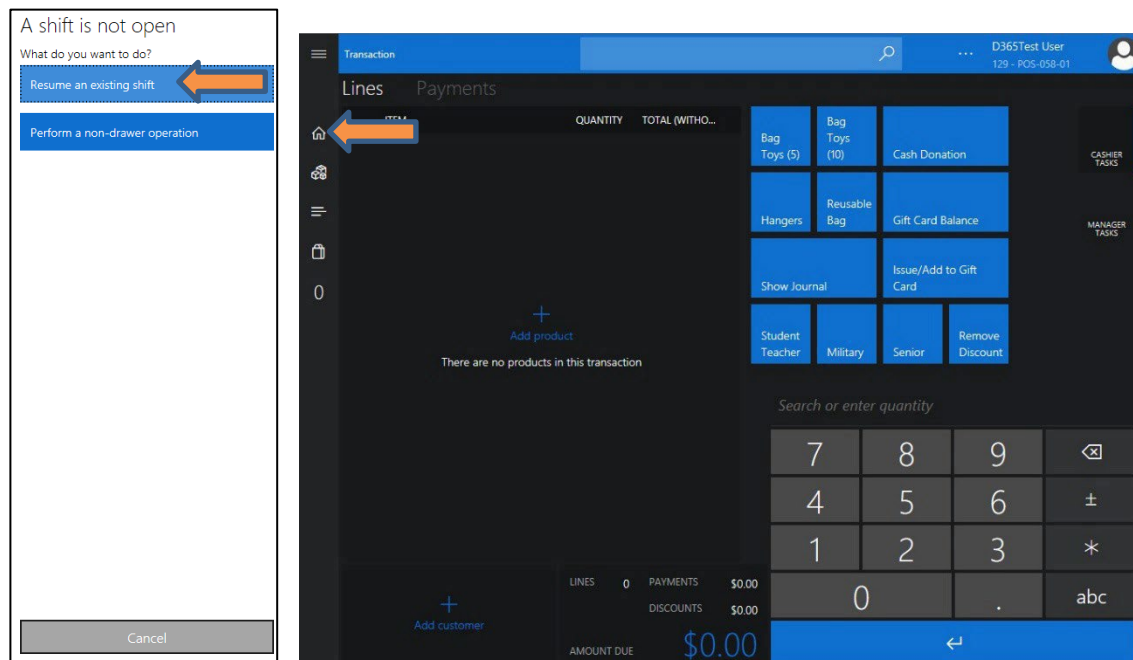 A shift is not open
What do you want to do?
Resume an existing shift
Perform a non-drawer operation
Cancel
Transaction
...
D365Test User
129 - POS-058-01
Lines Payments
ITEM QUANTITY TOTAL (WITHO...
0
Add product
There are no products in this transaction
Add customer
LINES 0 PAYMENTS $0.00
DISCOUNTS $0.00
AMOUNT DUE $0.00
Bag
Toys (5)
Bag
Toys
(10)
Cash Donation
Hangers
Reusable
Bag
Gift Card Balance
Show Journal
Issue/Add to Gift
Card
Student
Teacher
Military
Senior
Remove
Discount
CASHIER
TASKS
MANAGER
TASKS
Search or enter quantity
7 8 9
4 5 6 ±
1 2 3 *
0 . abc